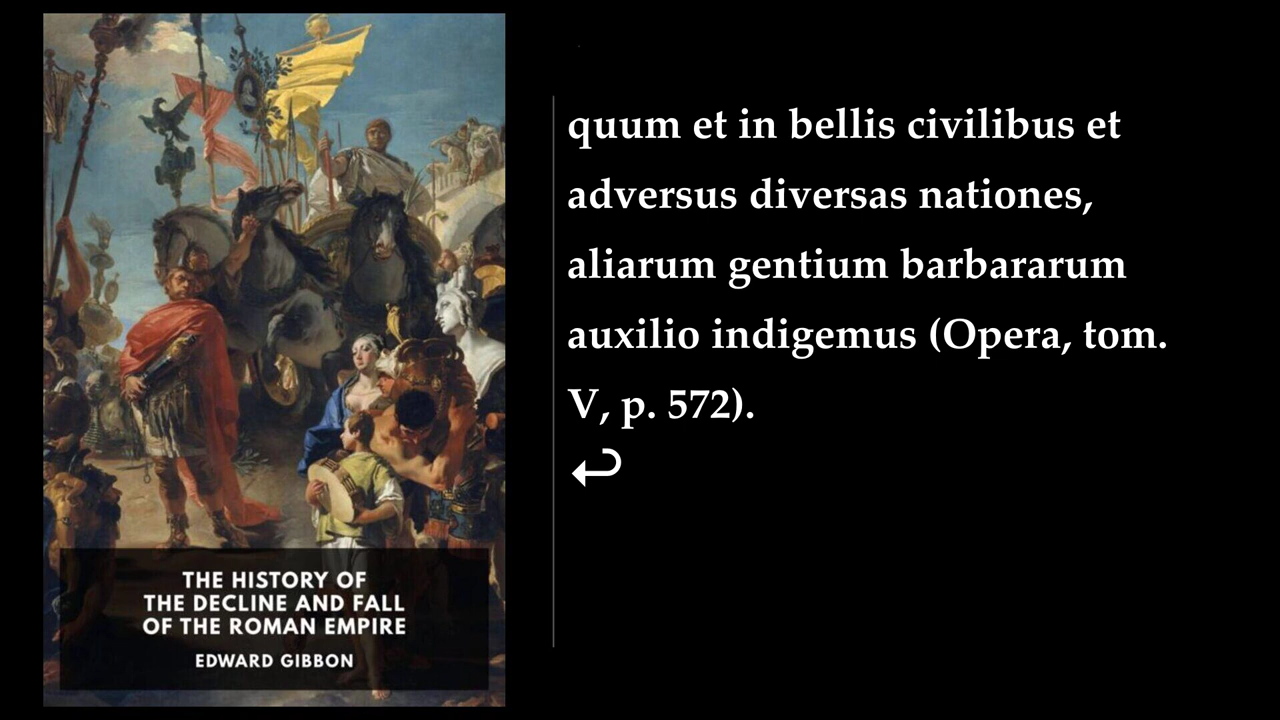 quum et in bellis civilibus et
adversus diversas nationes,
aliarum gentium barbararum
auxilio indigemus (Opera, tom.
V, p. 572).
↩
THE HISTORY OF
THE DECLINE AND FALL
OF THE ROMAN EMPIRE
EDWARD GIBBON